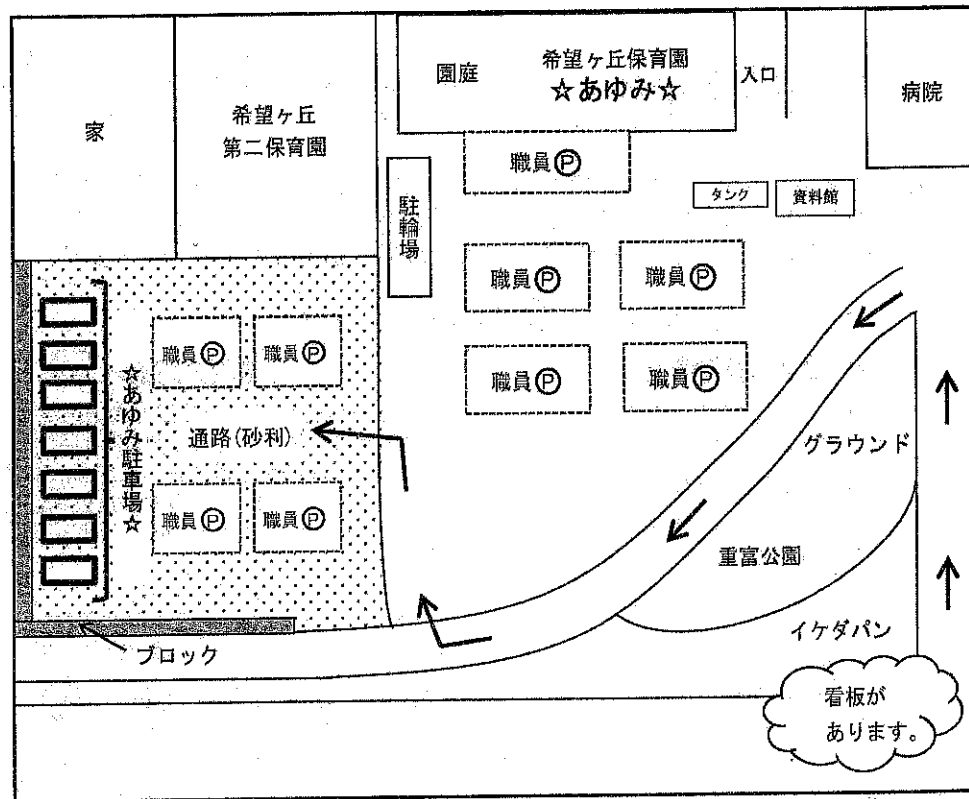 園庭
希望ヶ丘保育園
☆あゆみ☆
入口
病院
家
希望ヶ丘
第二保育園
職員Ⓟ
駐輪場
タンク
資料館
職員Ⓟ
職員Ⓟ
職員Ⓟ
職員Ⓟ
☆あゆみ駐車場☆
職員Ⓟ
職員Ⓟ
通路(砂利)
職員Ⓟ
職員Ⓟ
グラウンド
重富公園
イケダパン
ブロック
看板が
あります。